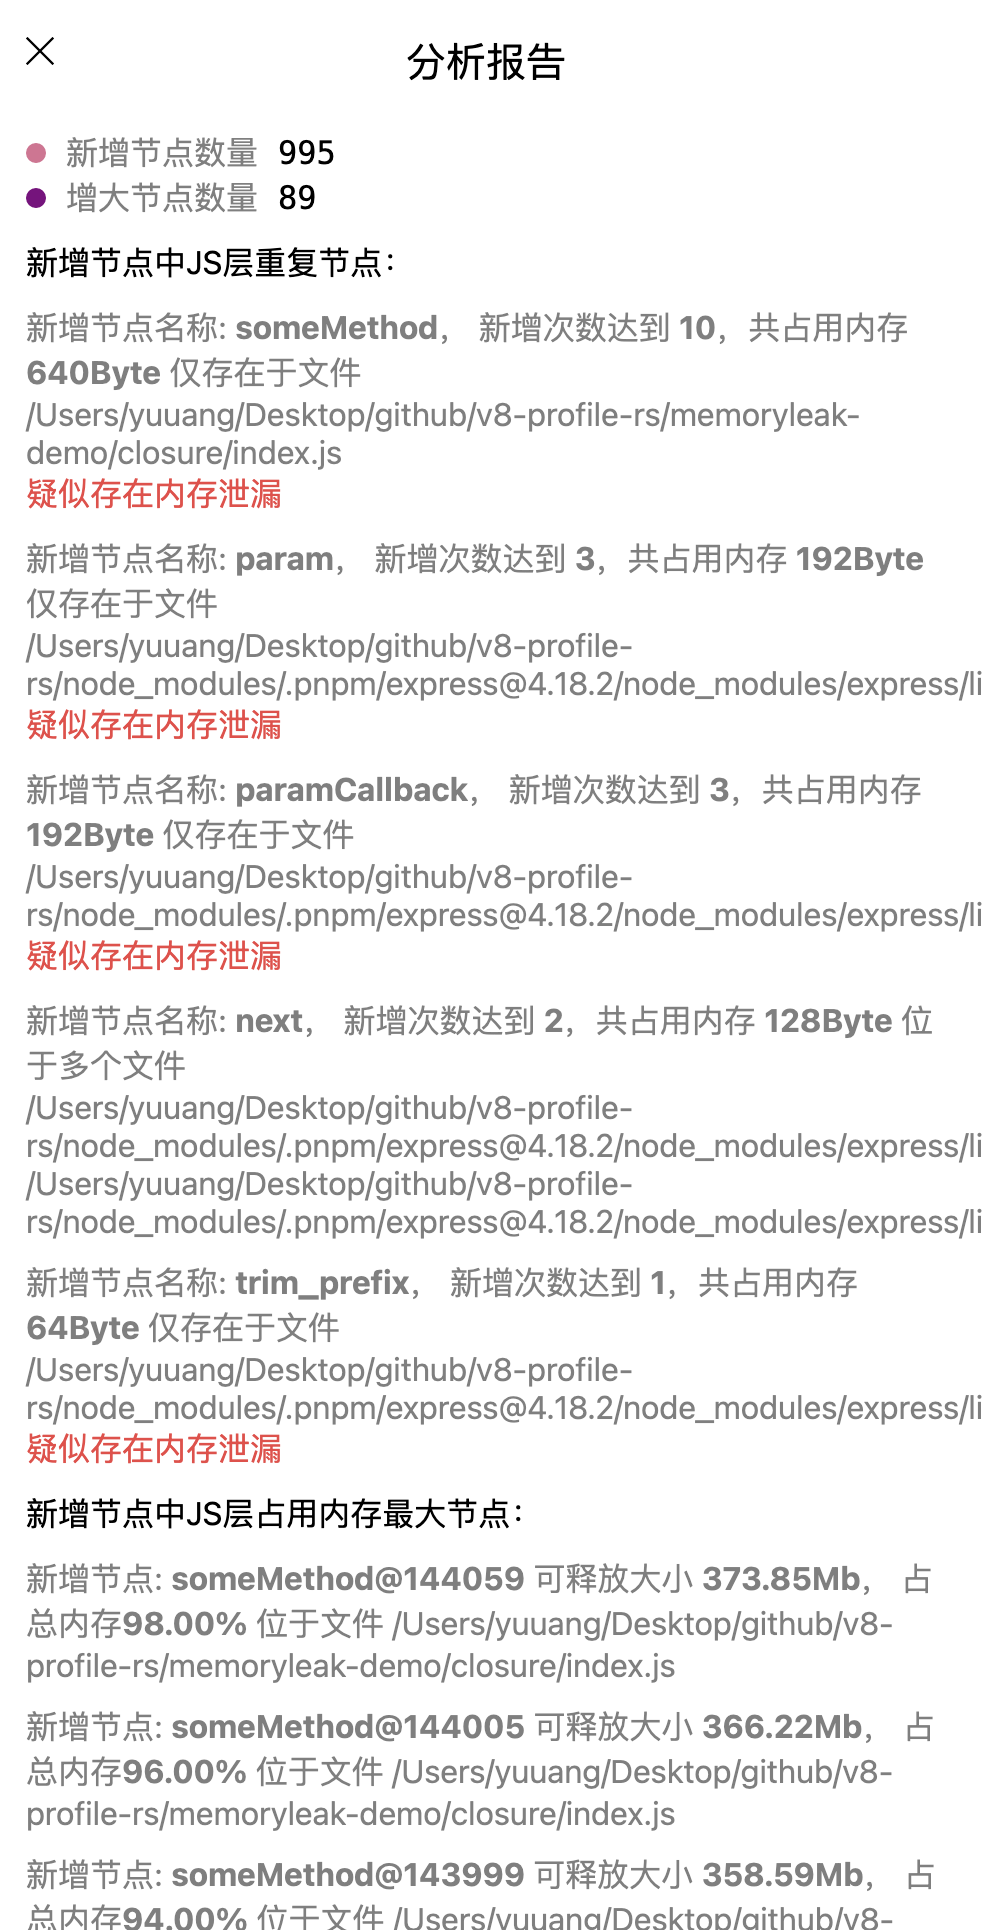 分析报告
新增节点数量 995
增大节点数量 89
新增节点中JS层重复节点：
新增节点名称: someMethod， 新增次数达到 10，共占用内存
640Byte 仅存在于文件
/Users/yuuang/Desktop/github/v8-profile-rs/memoryleak-
demo/closure/index.js
疑似存在内存泄漏
新增节点名称: param， 新增次数达到 3，共占用内存 192Byte
仅存在于文件
/Users/yuuang/Desktop/github/v8-profile-
rs/node_modules/.pnpm/express@4.18.2/node_modules/express/li
疑似存在内存泄漏
新增节点名称: paramCallback， 新增次数达到 3，共占用内存
192Byte 仅存在于文件
/Users/yuuang/Desktop/github/v8-profile-
rs/node_modules/.pnpm/express@4.18.2/node_modules/express/li
疑似存在内存泄漏
新增节点名称: next， 新增次数达到 2，共占用内存 128Byte 位
于多个文件
/Users/yuuang/Desktop/github/v8-profile-
rs/node_modules/.pnpm/express@4.18.2/node_modules/express/li
/Users/yuuang/Desktop/github/v8-profile-
rs/node_modules/.pnpm/express@4.18.2/node_modules/express/li
新增节点名称: trim_prefix， 新增次数达到 1，共占用内存
64Byte 仅存在于文件
/Users/yuuang/Desktop/github/v8-profile-
rs/node_modules/.pnpm/express@4.18.2/node_modules/express/li
疑似存在内存泄漏
新增节点中JS层占用内存最大节点：
新增节点: someMethod@144059 可释放大小 373.85Mb， 占
总内存98.00% 位于文件 /Users/yuuang/Desktop/github/v8-
profile-rs/memoryleak-demo/closure/index.js
新增节点: someMethod@144005 可释放大小 366.22Mb， 占
总内存96.00% 位于文件 /Users/yuuang/Desktop/github/v8-
profile-rs/memoryleak-demo/closure/index.js
新增节点: someMethod@143999 可释放大小 358.59Mb， 占
总内存94.00% 位于文件 /Users/yuuang/Desktop/github/v8-